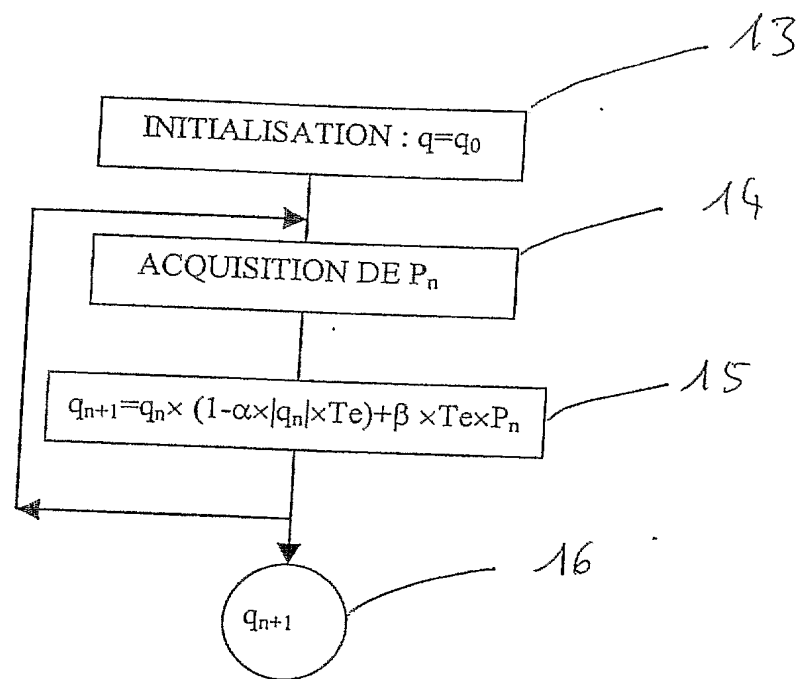 13
INITIALISATION : q=q₀
14
ACQUISITION DE Pₙ
15
qₙ₊₁=qₙ× (1-α×|qₙ|×Te)+β ×Te×Pₙ
16
qₙ₊₁